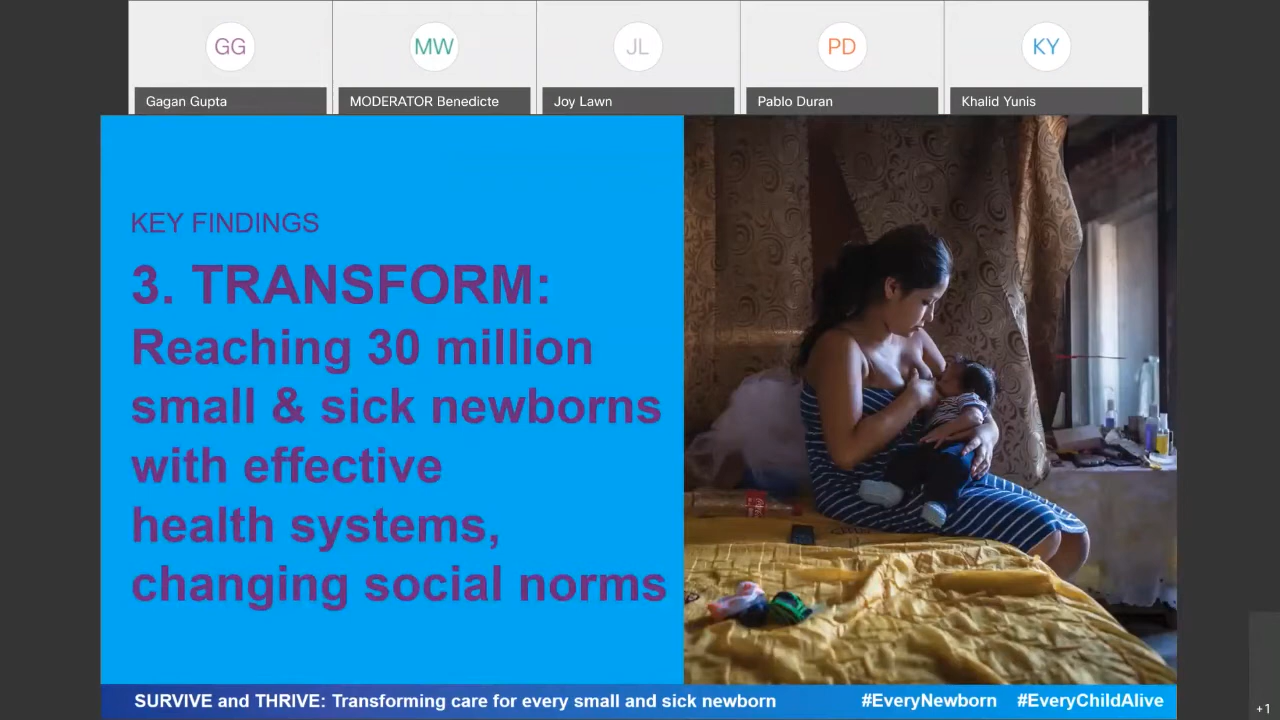 GG
MW
JL
PD
KY
Gagan Gupta
MODERATOR Benedicte
Joy Lawn
Pablo Duran
Khalid Yunis
KEY FINDINGS
3. TRANSFORM:
Reaching 30 million
small & sick newborns
with effective
health systems,
changing social norms
SURVIVE and THRIVE: Transforming care for every small and sick newborn
#EveryNewborn #EveryChildAlive
+1